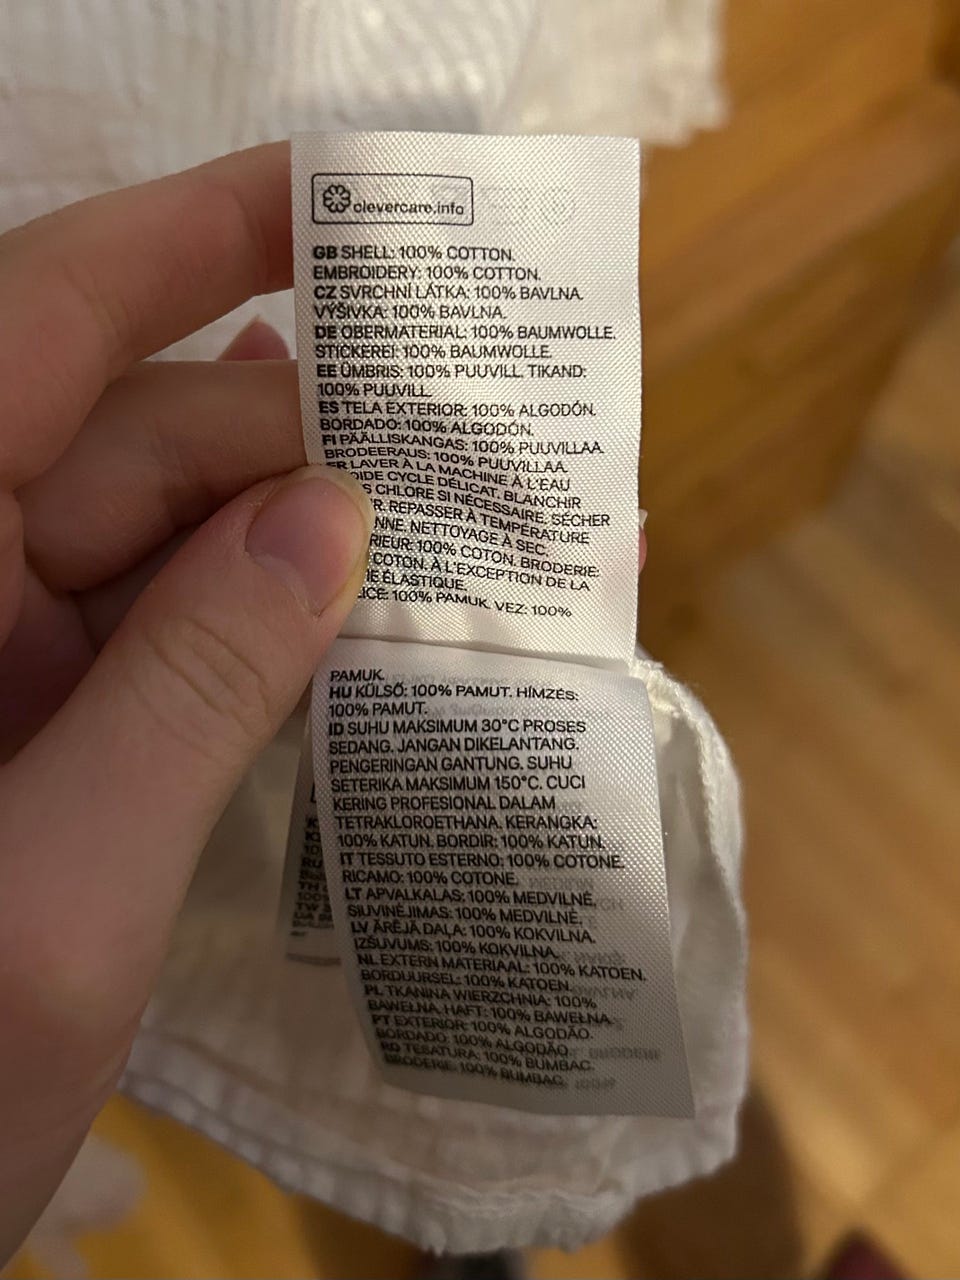 clevercare.info
GB SHELL: 100% COTTON.
EMBROIDERY: 100% COTTON.
CZ SVRCHNÍ LÁTKA: 100% BAVLNA.
VÝŠIVKA: 100% BAVLNA.
DE OBERMATERIAL: 100% BAUMWOLLE.
STICKEREI: 100% BAUMWOLLE.
EE ÜMBRIS: 100% PUUVILL. TIKAND:
100% PUUVILL.
ES TELA EXTERIOR: 100% ALGODÓN.
BORDADO: 100% ALGODÓN.
FI PÄÄLLISKANGAS: 100% PUUVILLAA.
BRODEERAUS: 100% PUUVILLAA.
FR LAVER À LA MACHINE À L'EAU
CYCLE DÉLICAT. BLANCHIR
CHLORE SI NÉCESSAIRE. SÉCHER
REPASSER À TEMPÉRATURE
NETTOYAGE À SEC.
100% COTON. BRODERIE:
COTON. À L'EXCEPTION DE LA
ÉLASTIQUE.
100% PAMUK. VEZ: 100%
PAMUK.
HU KÜLSŐ: 100% PAMUT. HÍMZÉS:
100% PAMUT.
ID SUHU MAKSIMUM 30°C PROSES
SEDANG. JANGAN DIKELANTANG.
PENGERINGAN GANTUNG. SUHU
SETERIKA MAKSIMUM 150°C. CUCI
KERING PROFESIONAL DALAM
TETRAKLOROETHANA. KERANGKA:
100% KATUN. BORDIR: 100% KATUN.
IT TESSUTO ESTERNO: 100% COTONE.
RICAMO: 100% COTONE.
LT APVALKALAS: 100% MEDVILNĖ.
SIUVINĖJIMAS: 100% MEDVILNĖ.
LV ĀRĒJĀ DAĻA: 100% KOKVILNA.
IZŠUVUMS: 100% KOKVILNA.
NL EXTERN MATERIAAL: 100% KATOEN.
BORDUURSEL: 100% KATOEN.
PL TKANINA WIERZCHNIA: 100%
BAWEŁNA. HAFT: 100% BAWEŁNA.
PT EXTERIOR: 100% ALGODÃO.
BORDADO: 100% ALGODÃO.
RO TESATURA: 100% BUMBAC.
BRODERIE: 100% BUMBAC.
RU
TH
TW
UA